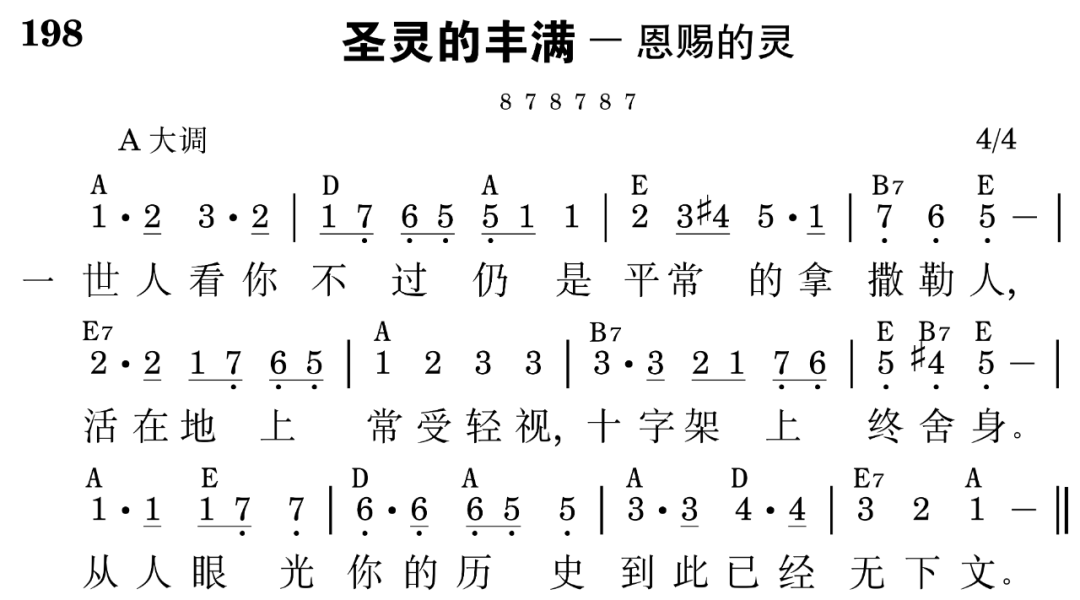 198
圣灵的丰满－恩赐的灵
8 7 8 7 8 7
A 大调 4/4
A D A E B7 E
1·2 3·2 | 1 7̣ 6̣ 5̣ 5̣ 1 1 | 2 3 ♯4 5·1 | 7̣ 6̣ 5̣ － |
一 世人看你不过仍是平常的拿撒勒人,
E7 A B7 E B7 E
2·2 1 7̣ 6̣ 5̣ | 1 2 3 3 | 3·3 2 1 7̣ 6̣ | 5̣ ♯4̣ 5̣ － |
活在地上常受轻视,十字架上终舍身。
A E D A A D E7 A
1·1 1 7̣ 7̣ | 6̣·6̣ 6̣ 5̣ 5̣ | 3·3 4·4 | 3 2 1 － ‖
从人眼光你的历史到此已经无下文。